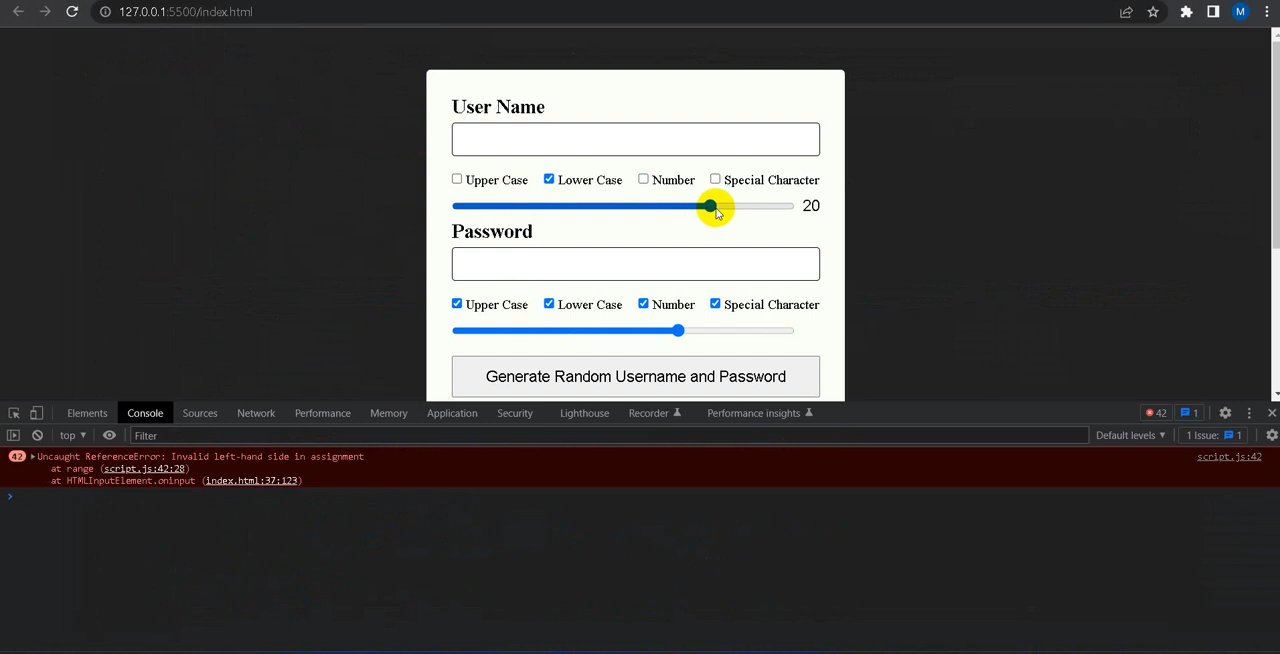 127.0.0.1:5500/index.html
M
User Name
Upper Case Lower Case Number Special Character
20
Password
Upper Case Lower Case Number Special Character
Generate Random Username and Password
Elements Console Sources Network Performance Memory Application Security Lighthouse Recorder Performance insights 42 1
top Filter Default levels 1 Issue: 1
42 Uncaught ReferenceError: Invalid left-hand side in assignment script.js:42
at range (script.js:42:28)
at HTMLInputElement.oninput (index.html:37:123)